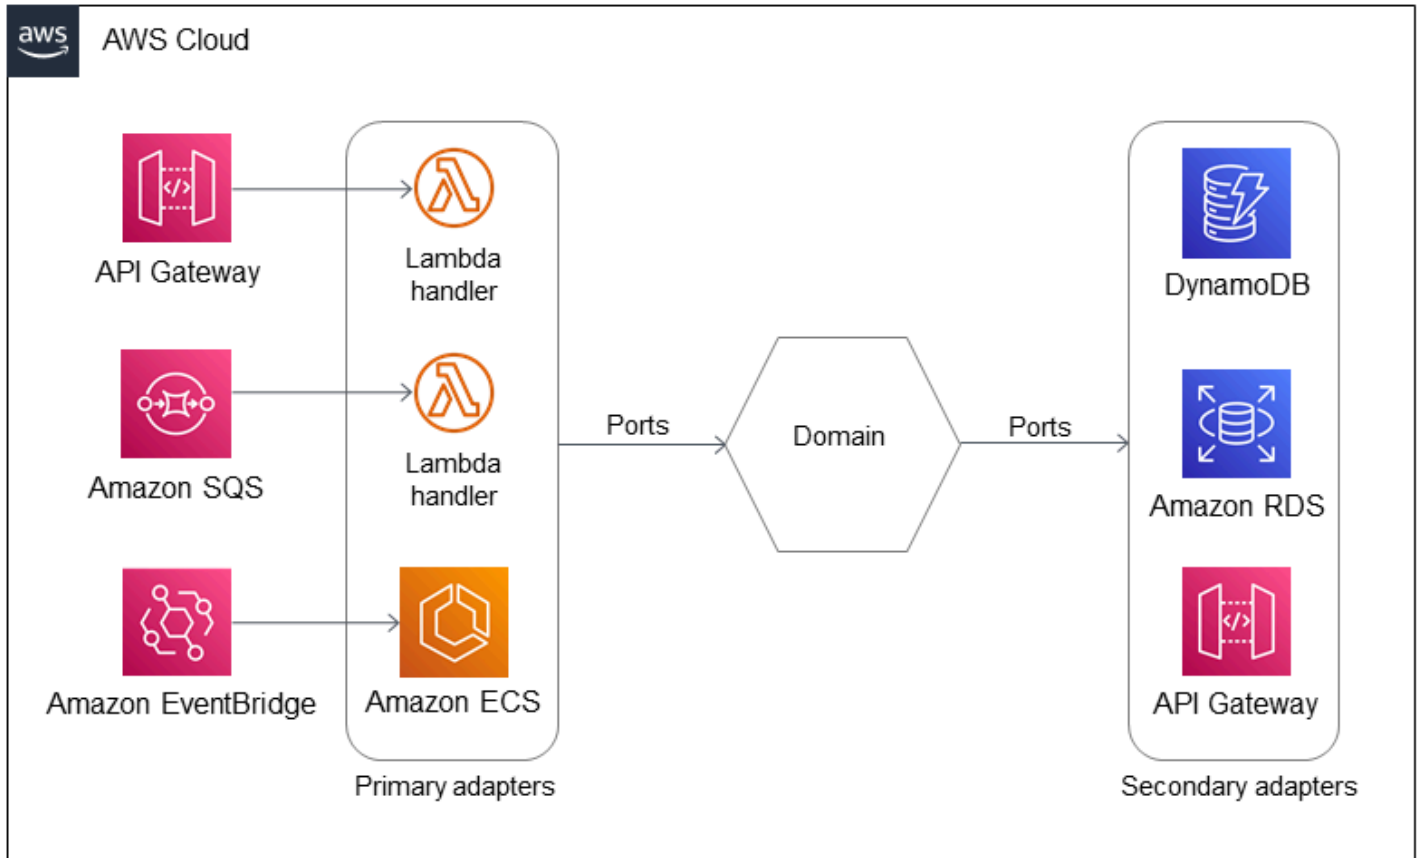 aws
AWS Cloud
API Gateway
Lambda
handler
Amazon SQS
Lambda
handler
Amazon EventBridge
Amazon ECS
Primary adapters
Ports
Domain
Ports
DynamoDB
Amazon RDS
API Gateway
Secondary adapters